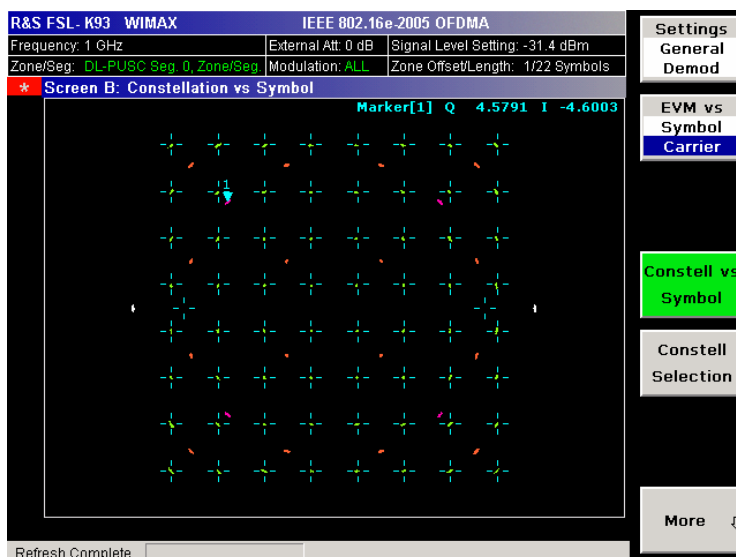 R&S FSL-K93 WIMAX IEEE 802.16e-2005 OFDMA
Frequency: 1 GHz External Att: 0 dB Signal Level Setting: -31.4 dBm
Zone/Seg: DL-PUSC Seg. 0, Zone/Seg. Modulation: ALL Zone Offset/Length: 1/22 Symbols
* Screen B: Constellation vs Symbol
Marker[1] Q 4.5791 I -4.6003
1
Refresh Complete
Settings
General
Demod
EVM vs
Symbol
Carrier
Constell vs
Symbol
Constell
Selection
More